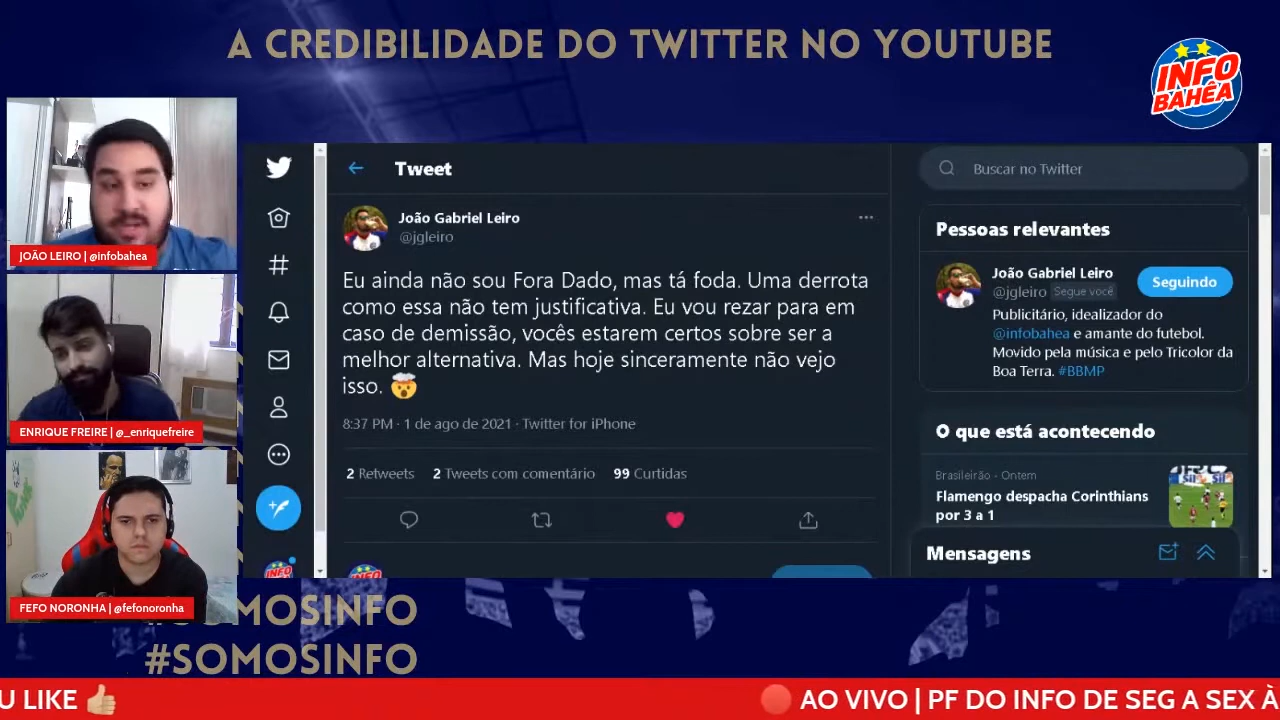 A CREDIBILIDADE DO TWITTER NO YOUTUBE
INFO
BAHÊA
JOÃO LEIRO | @infobahea
ENRIQUE FREIRE | @_enriquefreire
FEFO NORONHA | @fefonoronha
Tweet
João Gabriel Leiro
@jgleiro
Eu ainda não sou Fora Dado, mas tá foda. Uma derrota
como essa não tem justificativa. Eu vou rezar para em
caso de demissão, vocês estarem certos sobre ser a
melhor alternativa. Mas hoje sinceramente não vejo
isso. 🤯
8:37 PM · 1 de ago de 2021 · Twitter for iPhone
2 Retweets 2 Tweets com comentário 99 Curtidas
Buscar no Twitter
Pessoas relevantes
João Gabriel Leiro
@jgleiro Segue você
Seguindo
Publicitário, idealizador do
@infobahea e amante do futebol.
Movido pela música e pelo Tricolor da
Boa Terra. #BBMP
O que está acontecendo
Brasileirão · Ontem
Flamengo despacha Corinthians
por 3 a 1
Mensagens
INFO
INFO
MOSINFO
#SOMOSINFO
U LIKE 👍🏼
🔴 AO VIVO | PF DO INFO DE SEG A SEX À